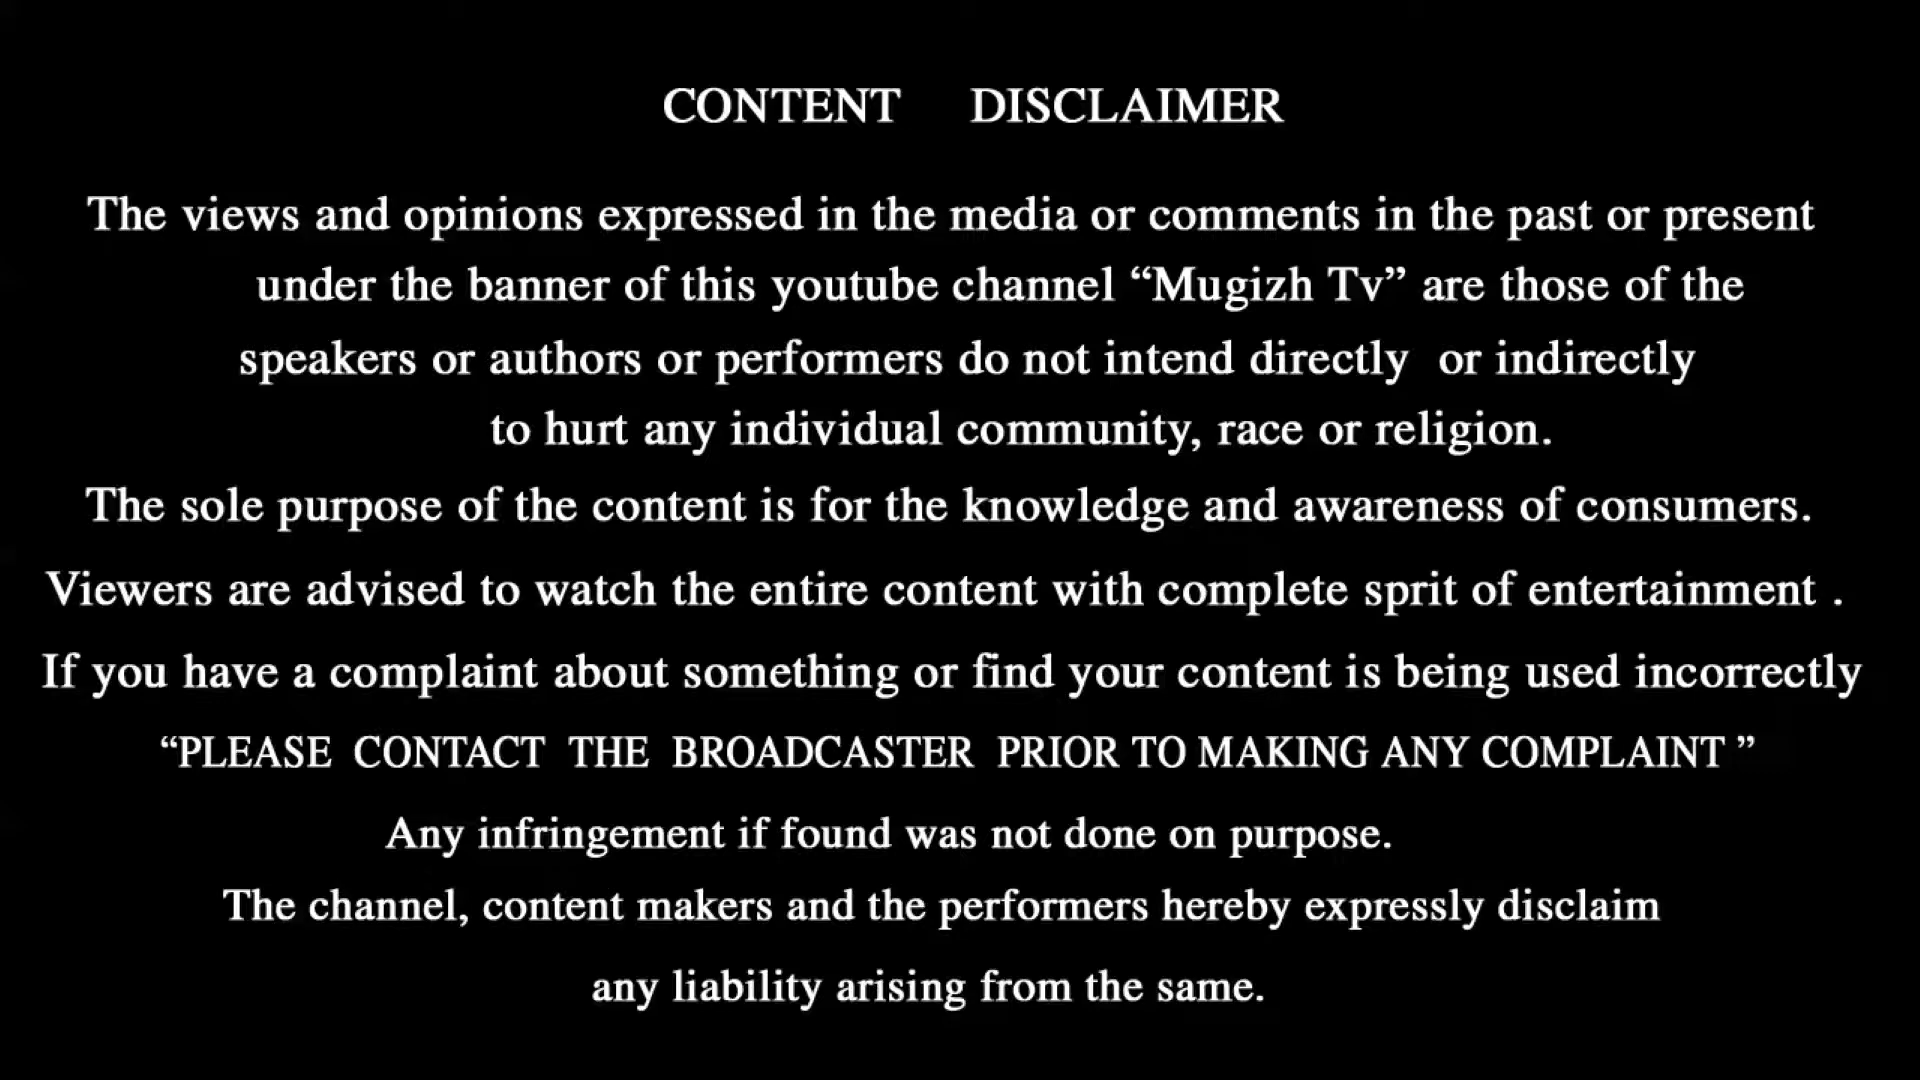 CONTENT DISCLAIMER
The views and opinions expressed in the media or comments in the past or present
under the banner of this youtube channel “Mugizh Tv” are those of the
speakers or authors or performers do not intend directly or indirectly
to hurt any individual community, race or religion.
The sole purpose of the content is for the knowledge and awareness of consumers.
Viewers are advised to watch the entire content with complete sprit of entertainment .
If you have a complaint about something or find your content is being used incorrectly
“PLEASE CONTACT THE BROADCASTER PRIOR TO MAKING ANY COMPLAINT ”
Any infringement if found was not done on purpose.
The channel, content makers and the performers hereby expressly disclaim
any liability arising from the same.